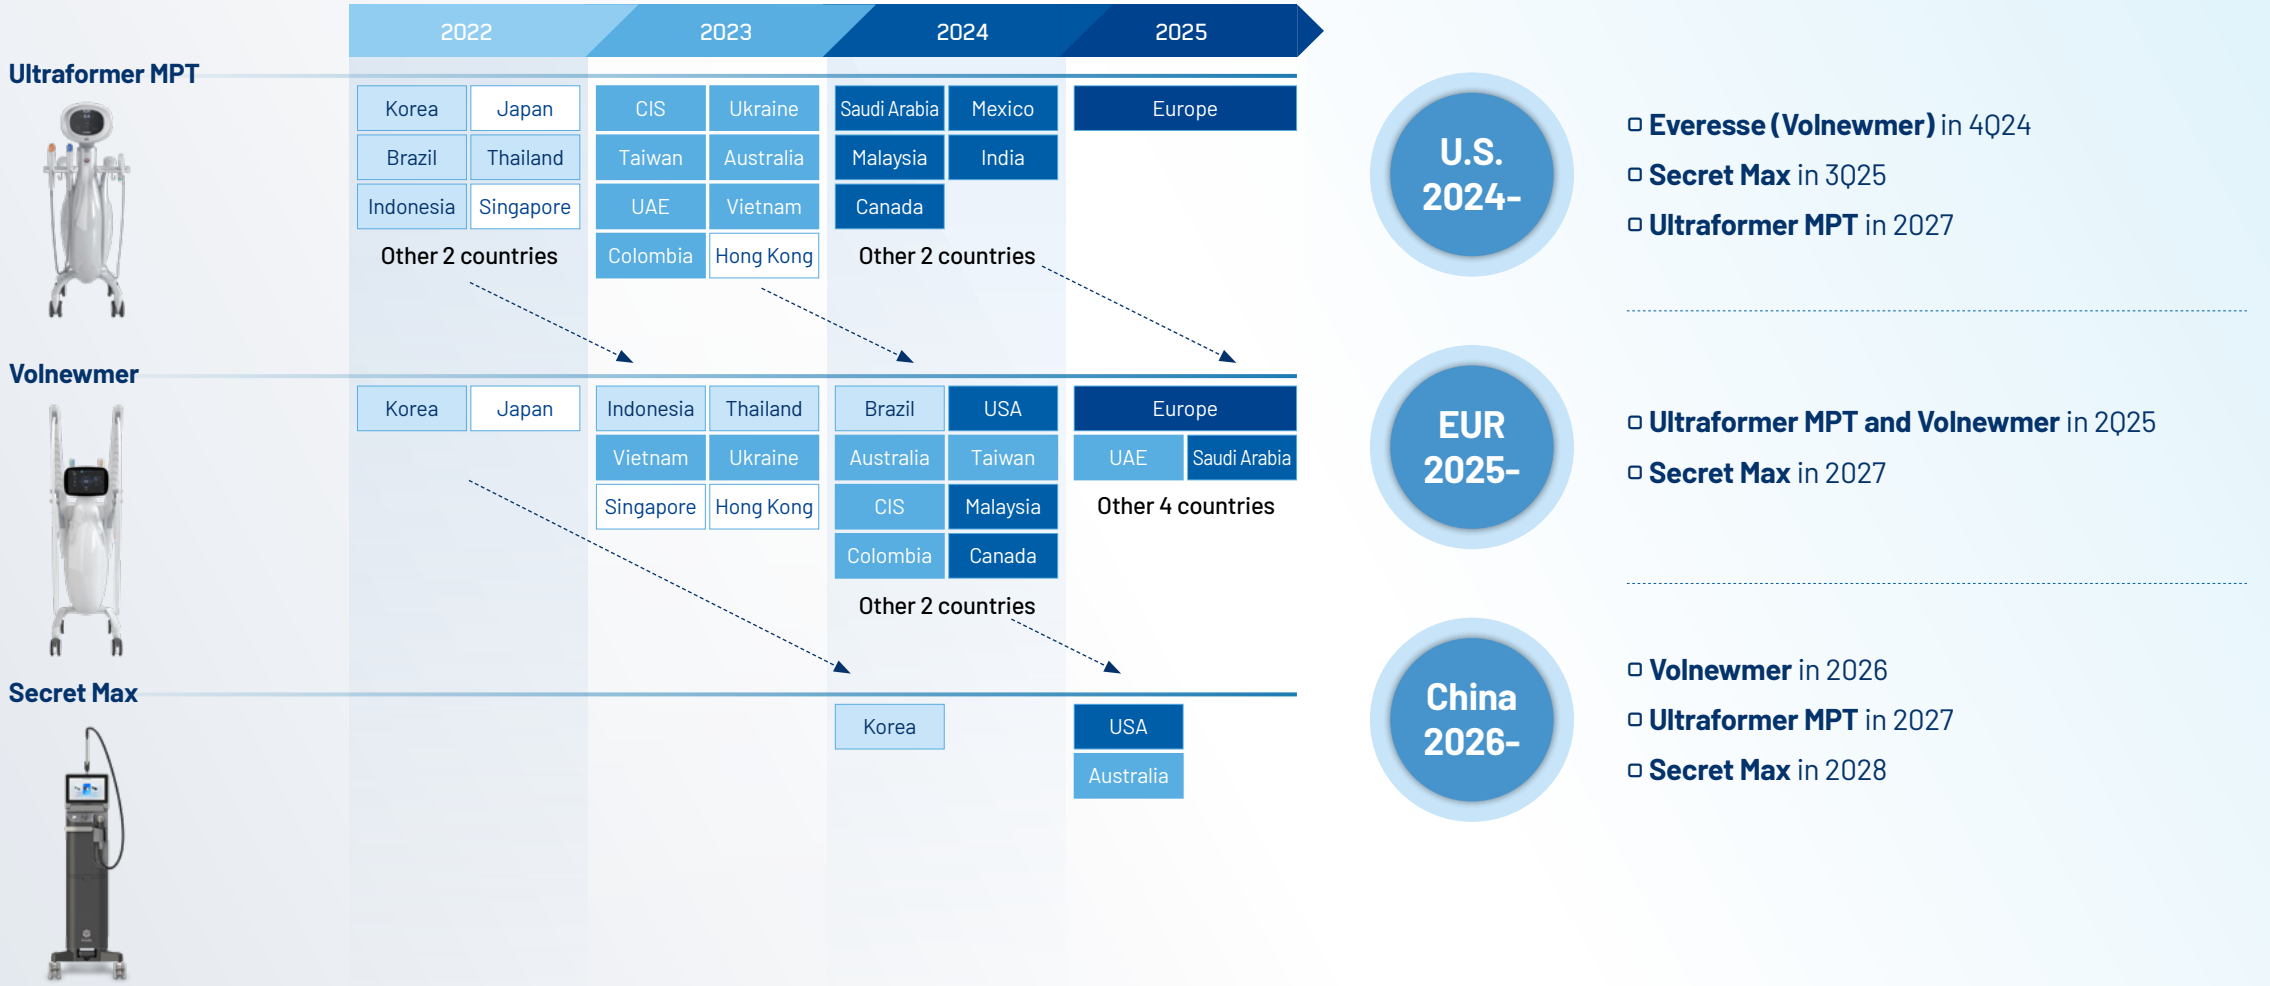 2022 2023 2024 2025
Ultraformer MPT
Korea Japan CIS Ukraine Saudi Arabia Mexico Europe
Brazil Thailand Taiwan Australia Malaysia India
Indonesia Singapore UAE Vietnam Canada
Other 2 countries Colombia Hong Kong Other 2 countries
Volnewmer
Korea Japan Indonesia Thailand Brazil USA Europe
Vietnam Ukraine Australia Taiwan UAE Saudi Arabia
Singapore Hong Kong CIS Malaysia Other 4 countries
Colombia Canada
Other 2 countries
Secret Max
Korea USA
Australia
U.S.
2024-
Everesse (Volnewmer) in 4Q24
Secret Max in 3Q25
Ultraformer MPT in 2027
EUR
2025-
Ultraformer MPT and Volnewmer in 2Q25
Secret Max in 2027
China
2026-
Volnewmer in 2026
Ultraformer MPT in 2027
Secret Max in 2028